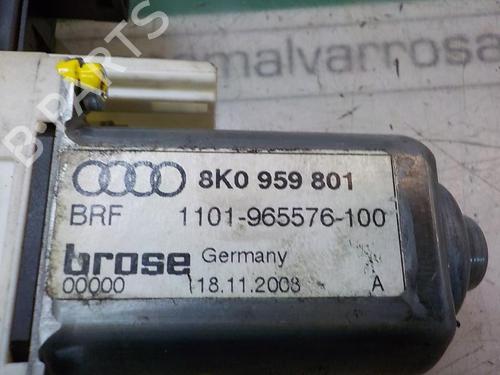 malvarrosa
B-PARTS
8K0 959 801
BRF 1101-965576-100
brose Germany
00000 18.11.2008 A